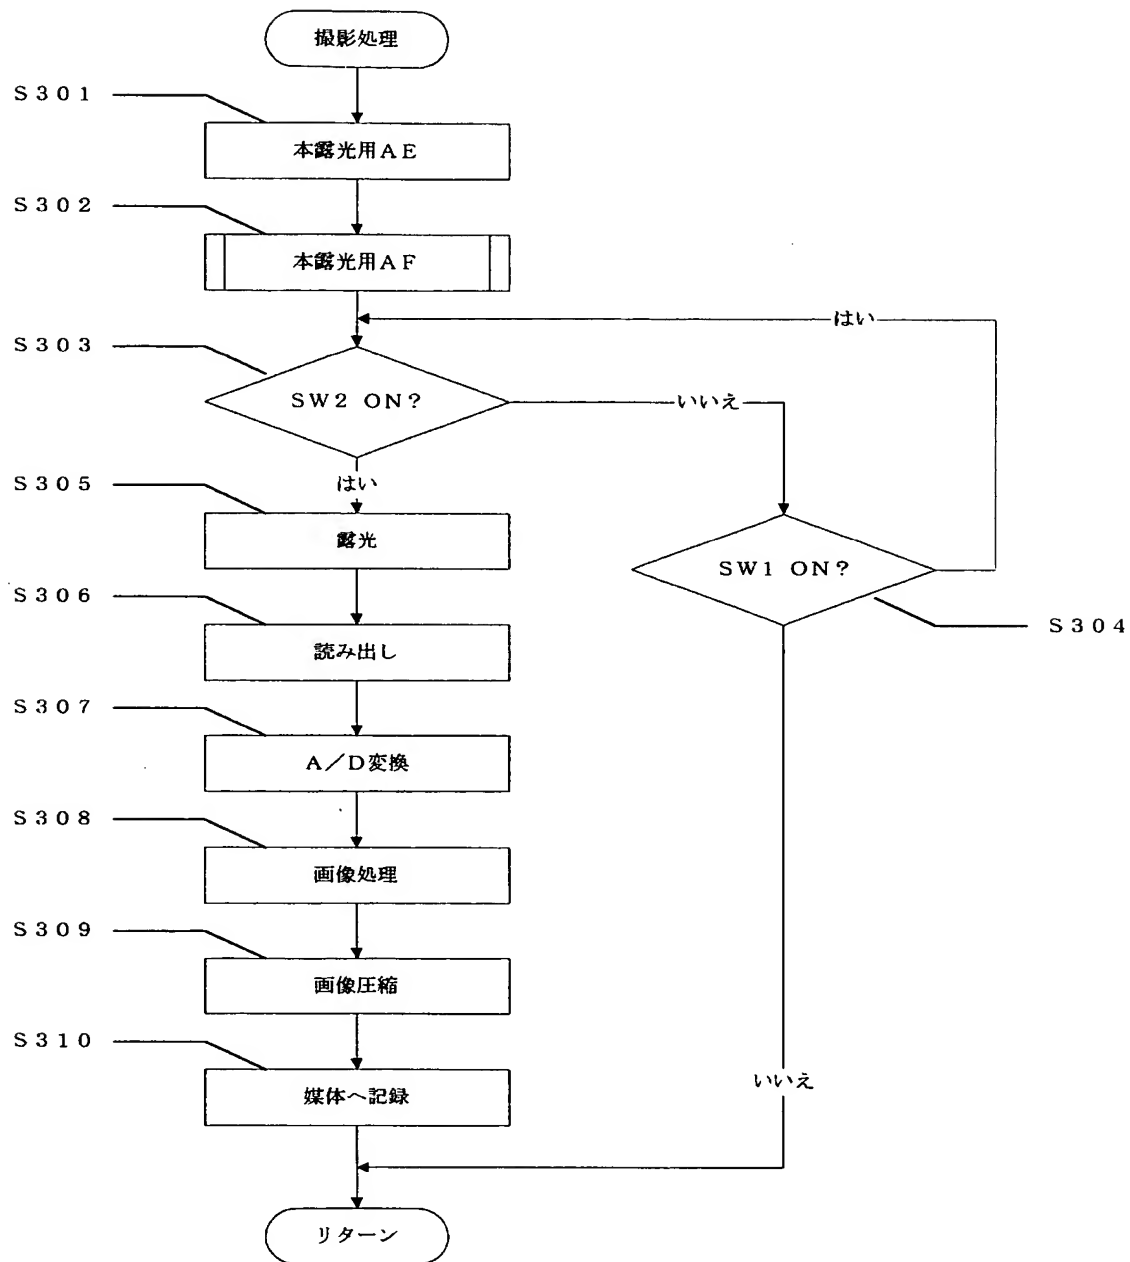 撮影処理
Ｓ３０１
本露光用ＡＥ
Ｓ３０２
本露光用ＡＦ
はい
Ｓ３０３
ＳＷ２ ＯＮ？
いいえ
Ｓ３０５
はい
露光
ＳＷ１ ＯＮ？
Ｓ３０６
Ｓ３０４
読み出し
Ｓ３０７
Ａ／Ｄ変換
Ｓ３０８
画像処理
Ｓ３０９
画像圧縮
Ｓ３１０
いいえ
媒体へ記録
リターン